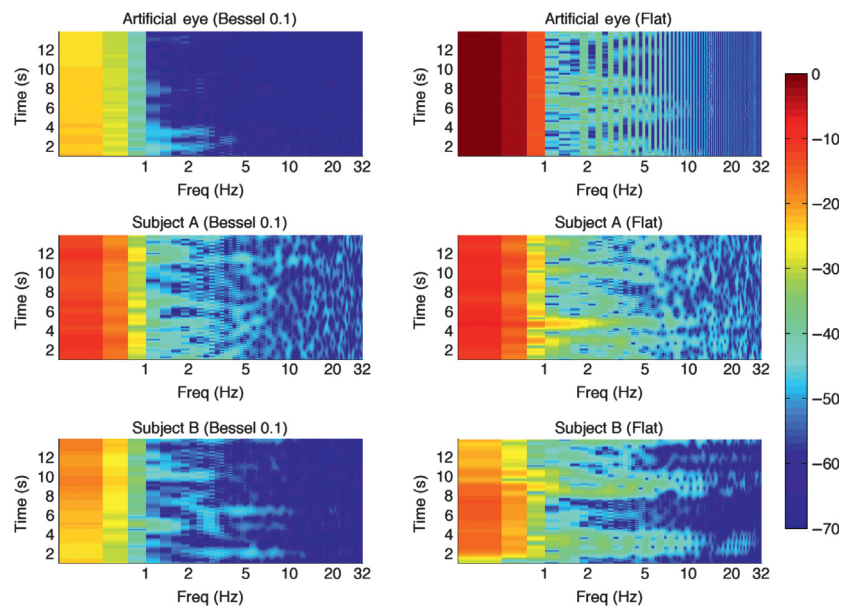 Artificial eye (Bessel 0.1)
Time (s)
12
10
8
6
4
2
1 2 5 10 20 32
Freq (Hz)
Artificial eye (Flat)
Time (s)
12
10
8
6
4
2
1 2 5 10 20 32
Freq (Hz)
Subject A (Bessel 0.1)
Time (s)
12
10
8
6
4
2
1 2 5 10 20 32
Freq (Hz)
Subject A (Flat)
Time (s)
12
10
8
6
4
2
1 2 5 10 20 32
Freq (Hz)
Subject B (Bessel 0.1)
Time (s)
12
10
8
6
4
2
1 2 5 10 20 32
Freq (Hz)
Subject B (Flat)
Time (s)
12
10
8
6
4
2
1 2 5 10 20 32
Freq (Hz)
0
−10
−20
−30
−40
−50
−60
−70